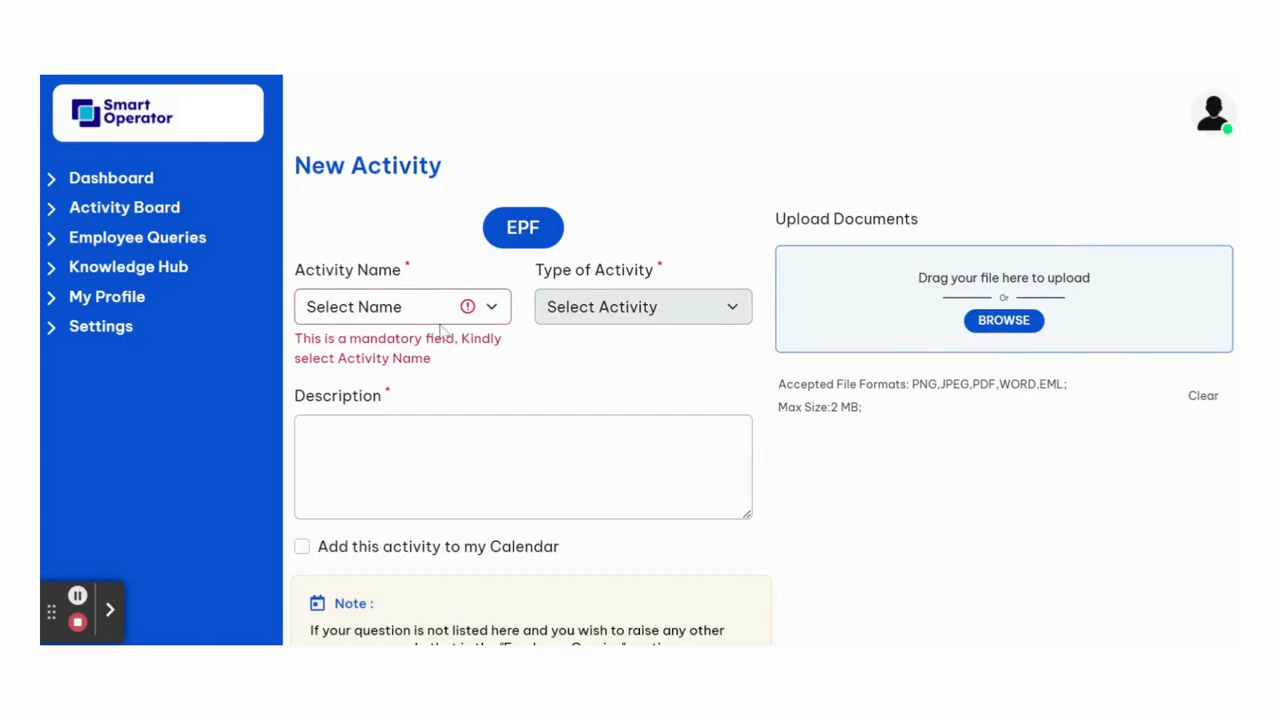 Smart
Operator
Dashboard
Activity Board
Employee Queries
Knowledge Hub
My Profile
Settings
New Activity
EPF
Activity Name *
Select Name
This is a mandatory field, Kindly
select Activity Name
Type of Activity *
Select Activity
Description *
Add this activity to my Calendar
Note :
If your question is not listed here and you wish to raise any other
Upload Documents
Drag your file here to upload
Or
BROWSE
Accepted File Formats: PNG,JPEG,PDF,WORD,EML;
Max Size:2 MB;
Clear